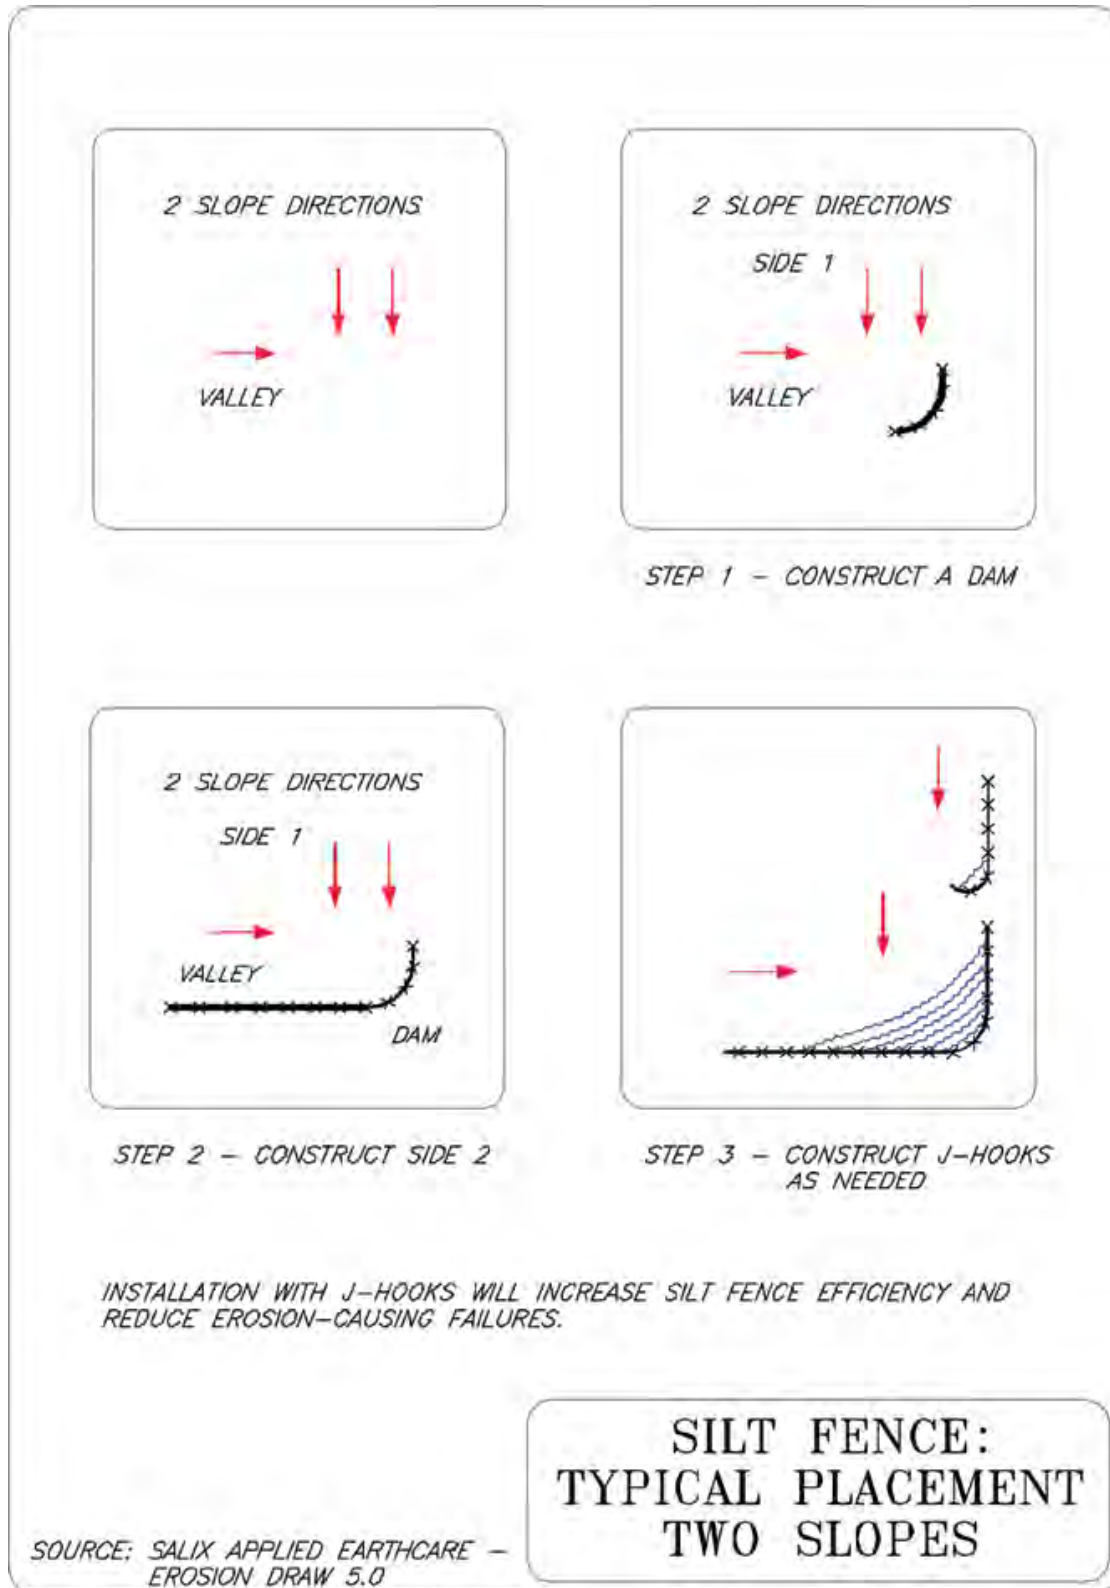 2 SLOPE DIRECTIONS
VALLEY
2 SLOPE DIRECTIONS
SIDE 1
VALLEY
STEP 1 – CONSTRUCT A DAM
2 SLOPE DIRECTIONS
SIDE 1
VALLEY
DAM
STEP 2 – CONSTRUCT SIDE 2
STEP 3 – CONSTRUCT J–HOOKS
AS NEEDED
INSTALLATION WITH J–HOOKS WILL INCREASE SILT FENCE EFFICIENCY AND
REDUCE EROSION–CAUSING FAILURES.
SILT FENCE:
TYPICAL PLACEMENT
TWO SLOPES
SOURCE: SALIX APPLIED EARTHCARE –
EROSION DRAW 5.0